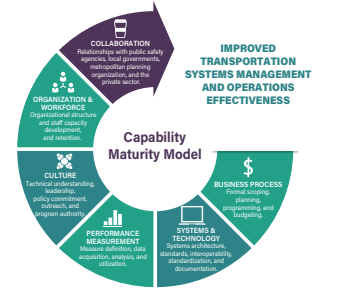 COLLABORATION
Relationships with public safety
agencies, local governments,
metropolitan planning
organization, and the
private sector.
IMPROVED
TRANSPORTATION
SYSTEMS MANAGEMENT
AND OPERATIONS
EFFECTIVENESS
ORGANIZATION &
WORKFORCE
Organizational structure
and staff capacity
development,
and retention.
Capability
Maturity Model
CULTURE
Technical understanding,
leadership,
policy commitment,
outreach, and
program authority.
BUSINESS PROCESS
Formal scoping,
planning,
programming, and
budgeting.
PERFORMANCE
MEASUREMENT
Measure definition, data
acquisition, analysis, and
utilization.
SYSTEMS &
TECHNOLOGY
Systems architecture,
standards, interoperability,
standardization, and
documentation.